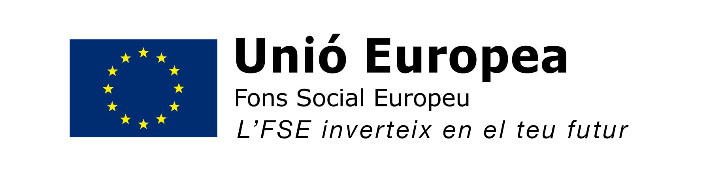 Unió Europea
Fons Social Europeu
L’FSE inverteix en el teu futur